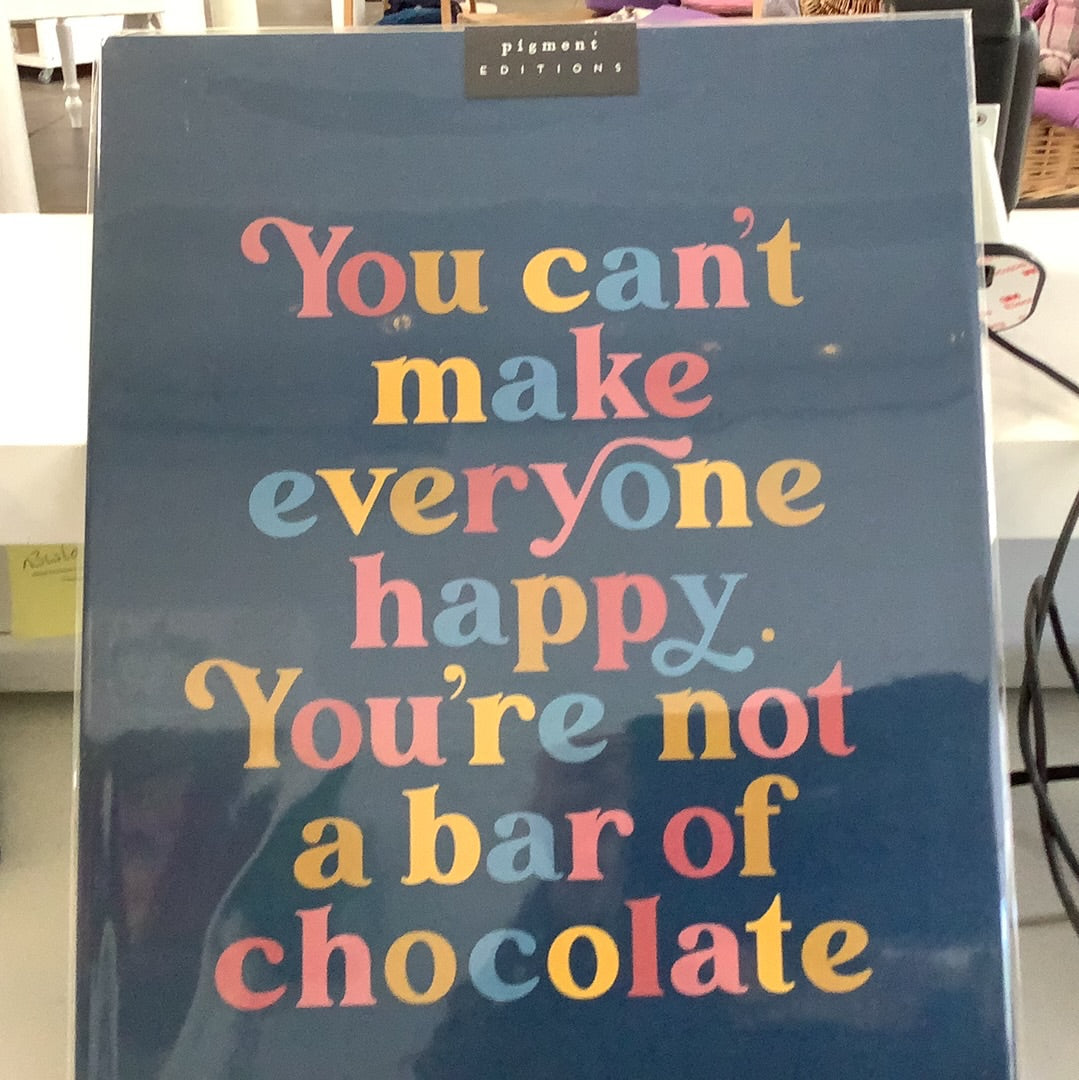 pigment
EDITIONS
You can't
make
everyone
happy.
You're not
a bar of
chocolate